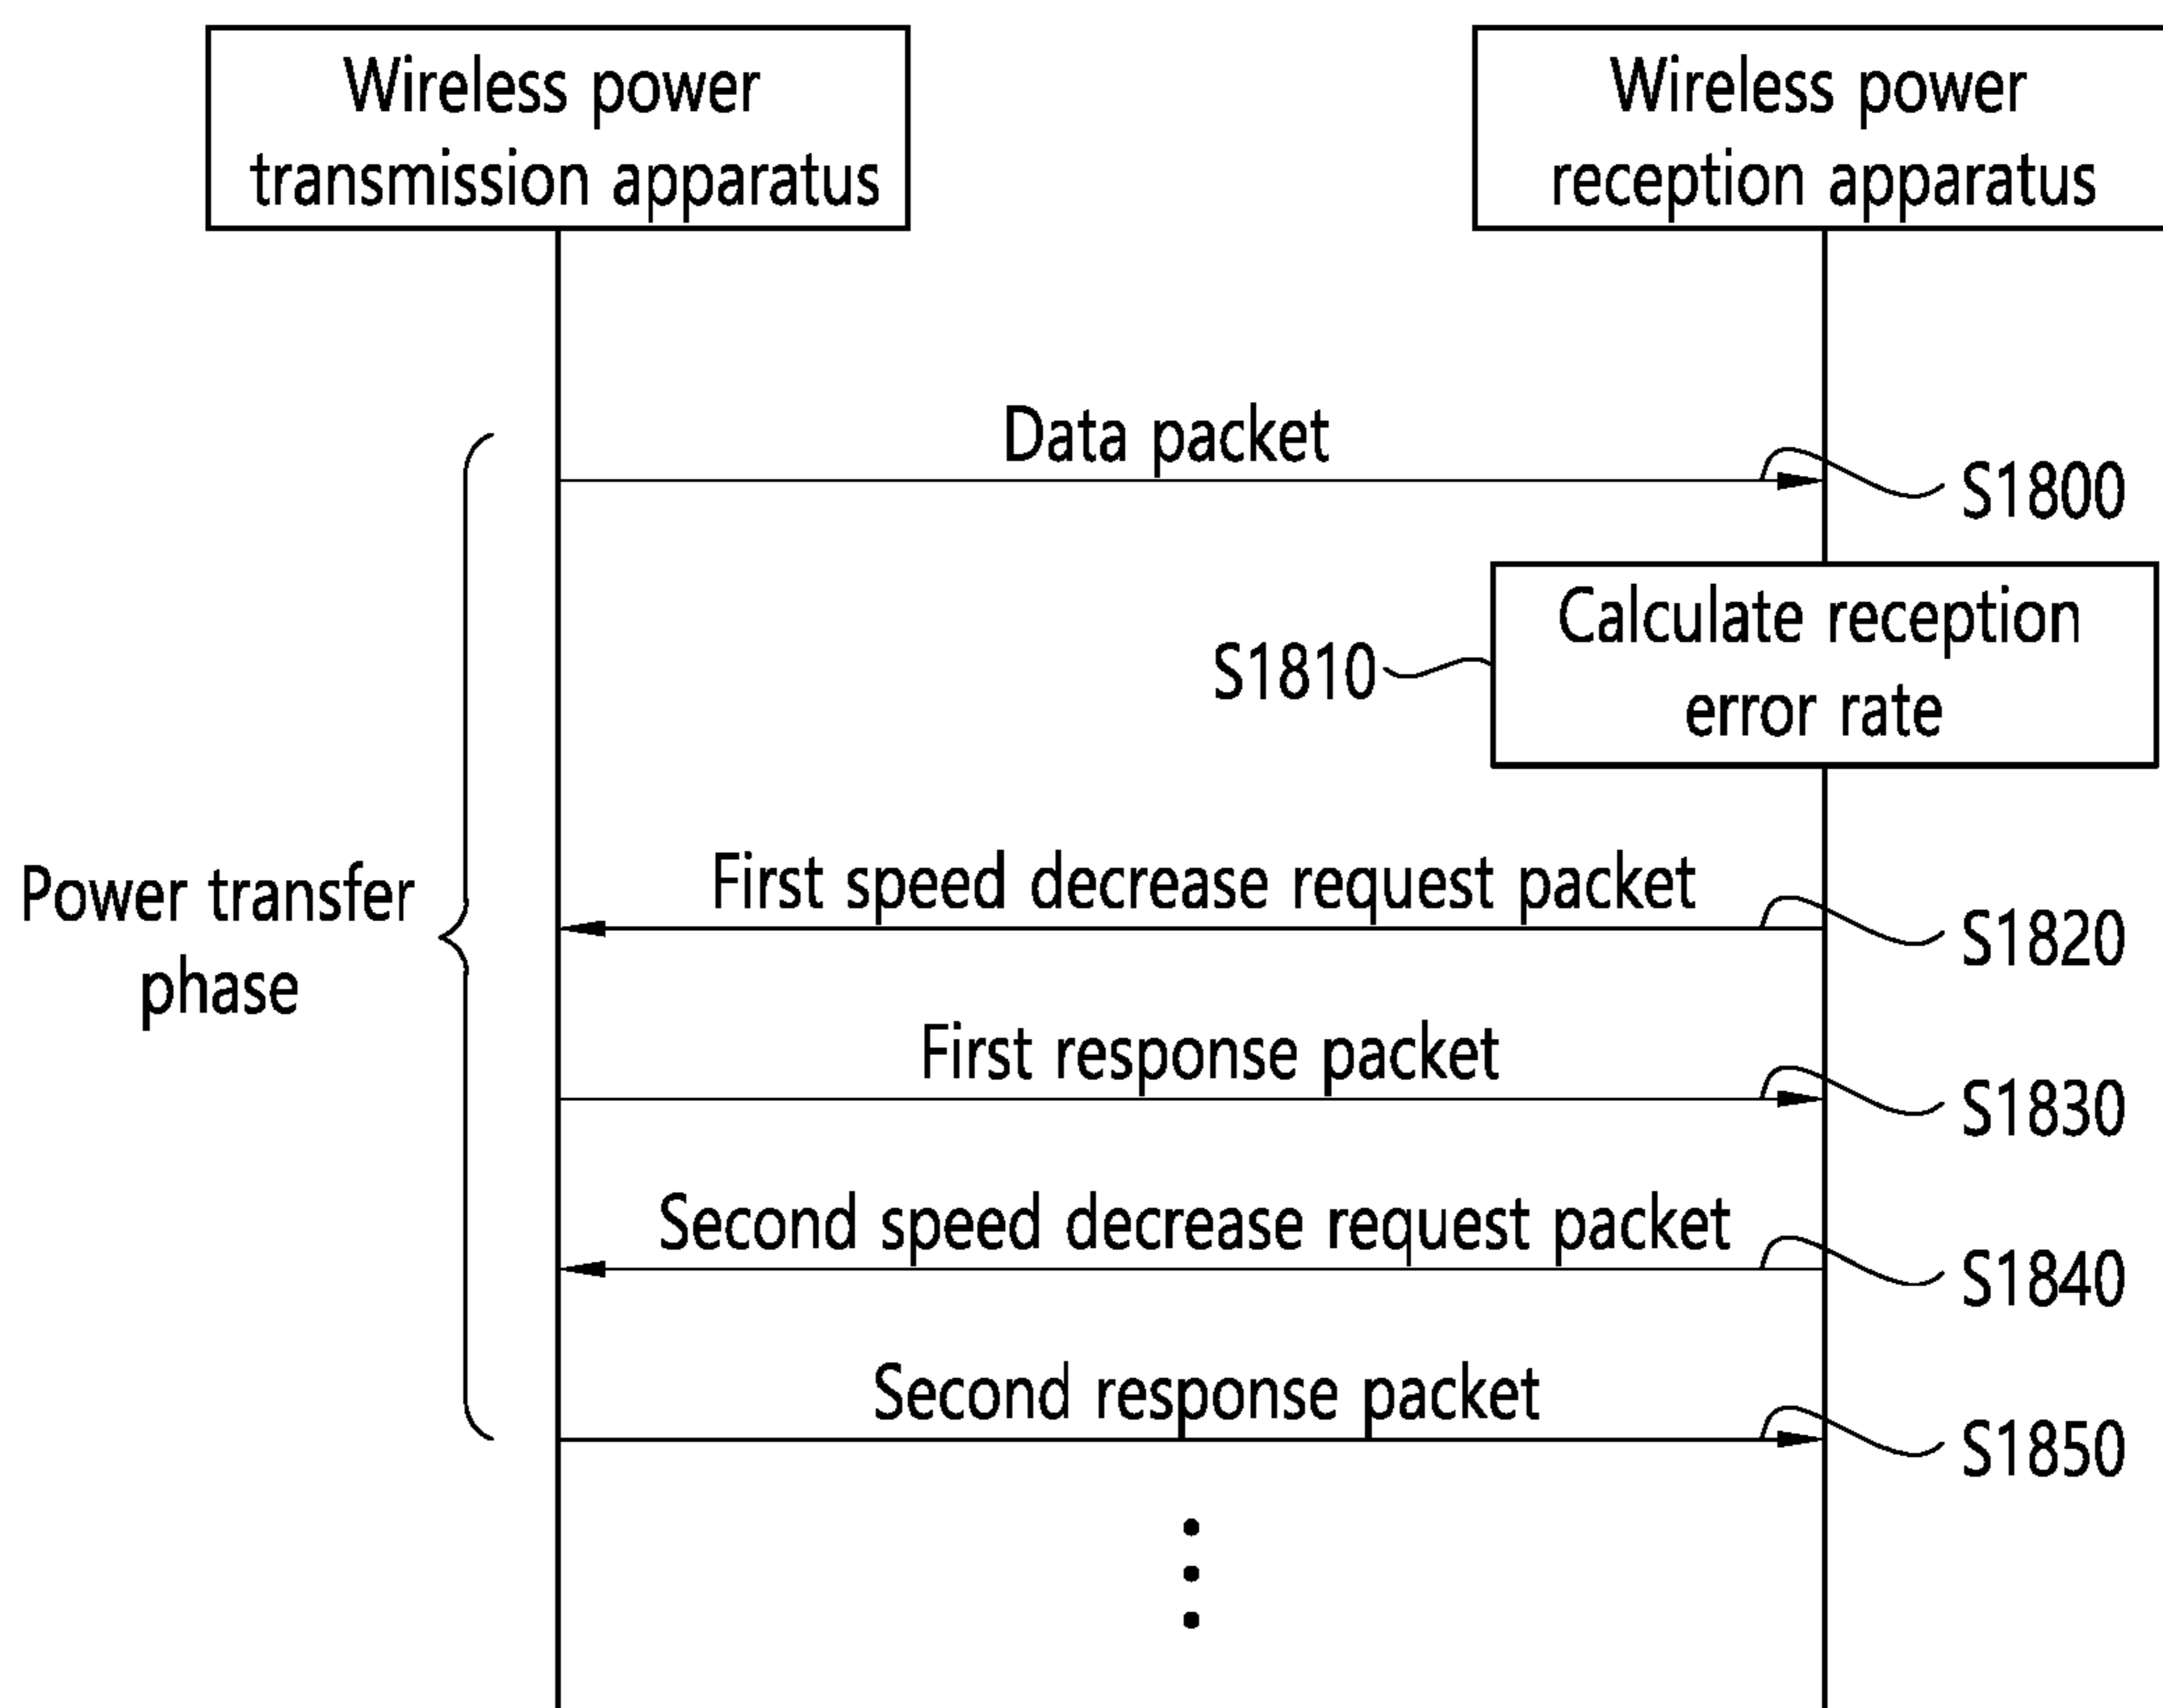 Wireless power
transmission apparatus
Wireless power
reception apparatus
Data packet
S1800
Calculate reception
error rate
S1810
Power transfer
phase
First speed decrease request packet
S1820
First response packet
S1830
Second speed decrease request packet
S1840
Second response packet
S1850